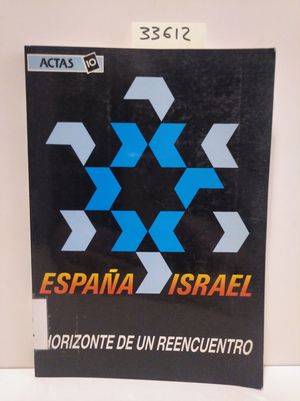 33612
ACTAS 10
ESPAÑA ISRAEL
HORIZONTE DE UN REENCUENTRO